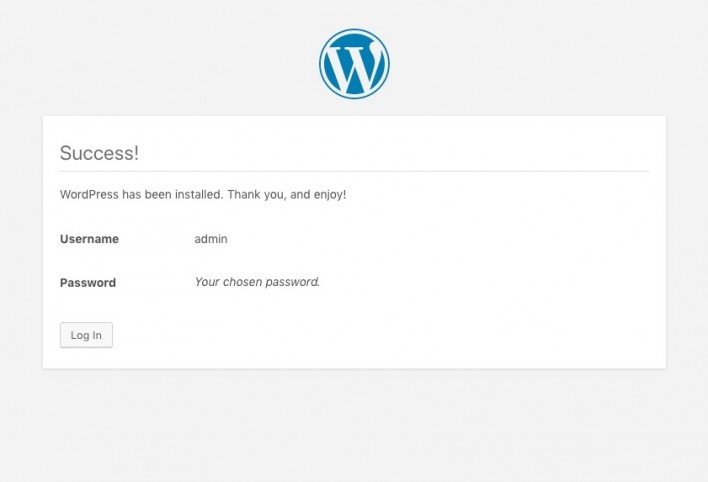 Success!
WordPress has been installed. Thank you, and enjoy!
Username admin
Password Your chosen password.
Log In